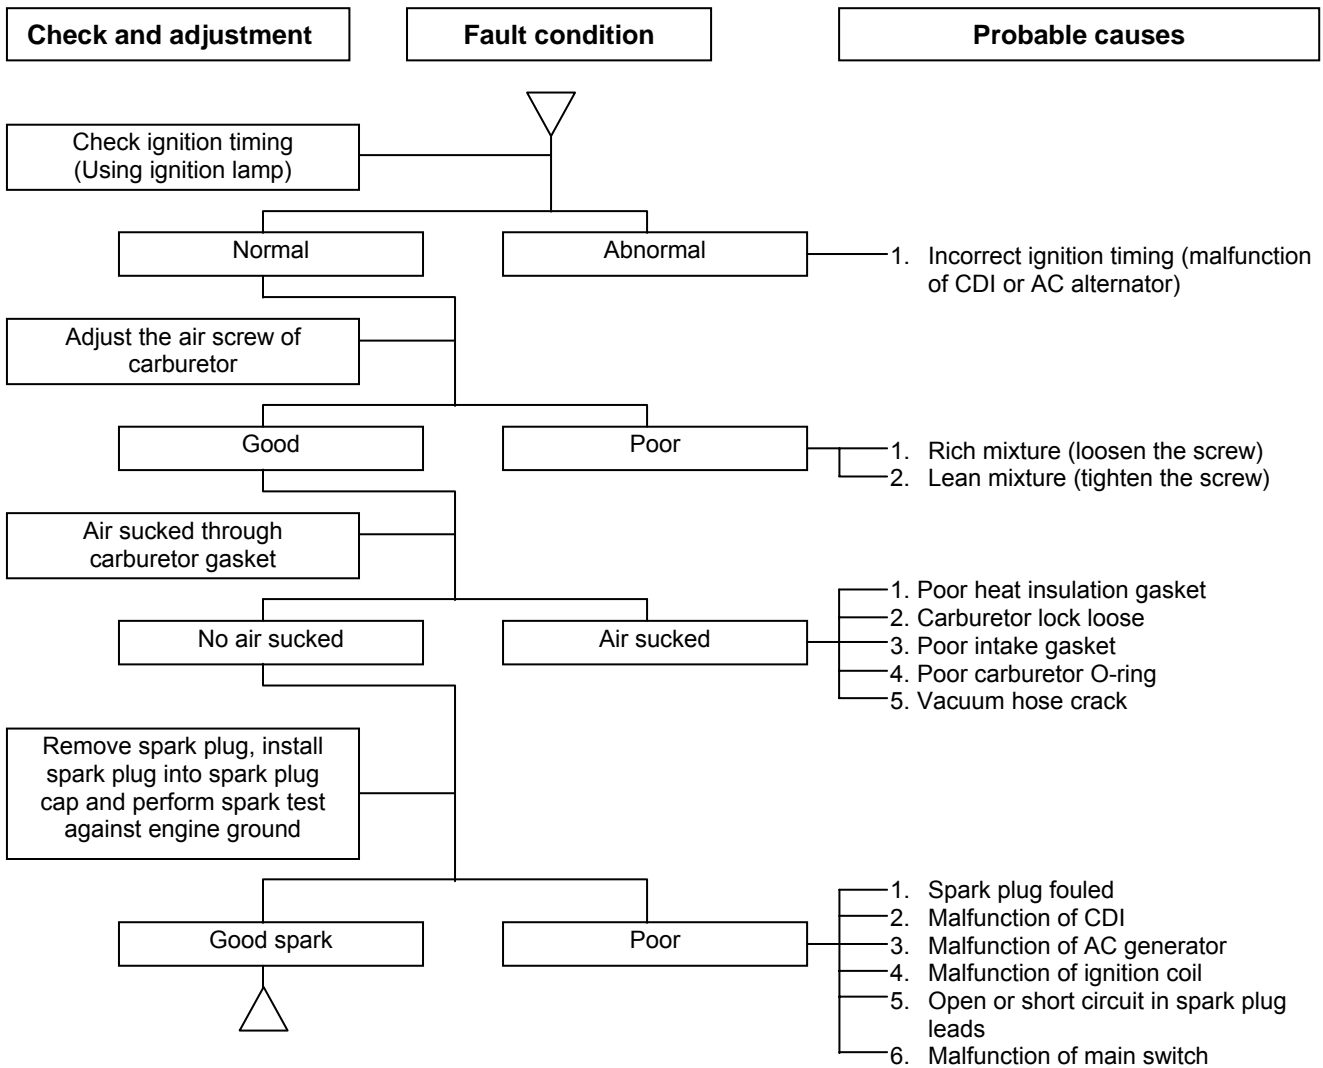 Check and adjustment
Fault condition
Probable causes
Check ignition timing
(Using ignition lamp)
Normal
Abnormal
1. Incorrect ignition timing (malfunction
of CDI or AC alternator)
Adjust the air screw of
carburetor
Good
Poor
1. Rich mixture (loosen the screw)
2. Lean mixture (tighten the screw)
Air sucked through
carburetor gasket
No air sucked
Air sucked
1. Poor heat insulation gasket
2. Carburetor lock loose
3. Poor intake gasket
4. Poor carburetor O-ring
5. Vacuum hose crack
Remove spark plug, install
spark plug into spark plug
cap and perform spark test
against engine ground
Good spark
Poor
1. Spark plug fouled
2. Malfunction of CDI
3. Malfunction of AC generator
4. Malfunction of ignition coil
5. Open or short circuit in spark plug
leads
6. Malfunction of main switch